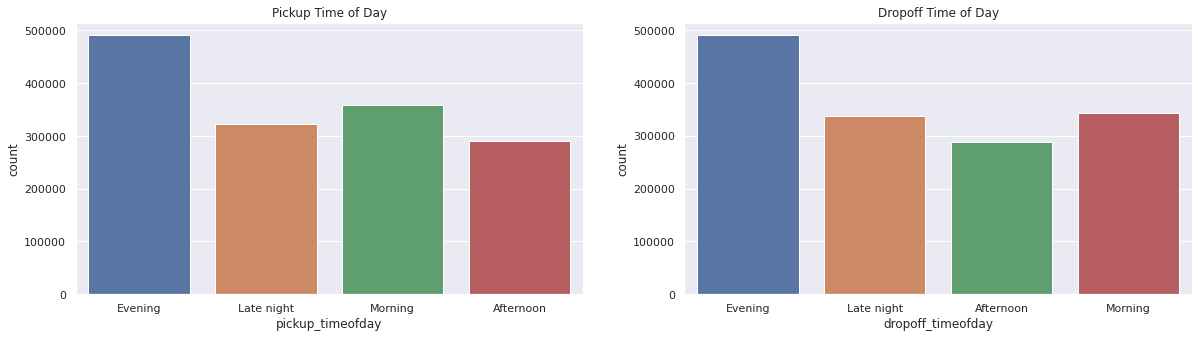 Pickup Time of Day
500000
400000
300000
200000
100000
0
count
Evening Late night Morning Afternoon
pickup_timeofday
Dropoff Time of Day
500000
400000
300000
200000
100000
0
count
Evening Late night Afternoon Morning
dropoff_timeofday